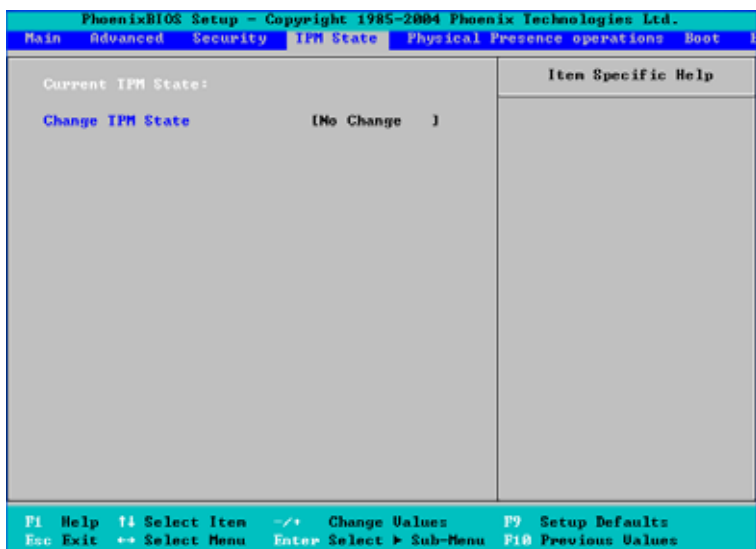 PhoenixBIOS Setup - Copyright 1985-2004 Phoenix Technologies Ltd.
Main Advanced Security TPM State Physical Presence operations Boot E
Item Specific Help
Current TPM State:
Change TPM State [No Change ]
F1 Help ↑↓ Select Item -/+ Change Values F9 Setup Defaults
Esc Exit ↔ Select Menu Enter Select ▶ Sub-Menu F10 Previous Values